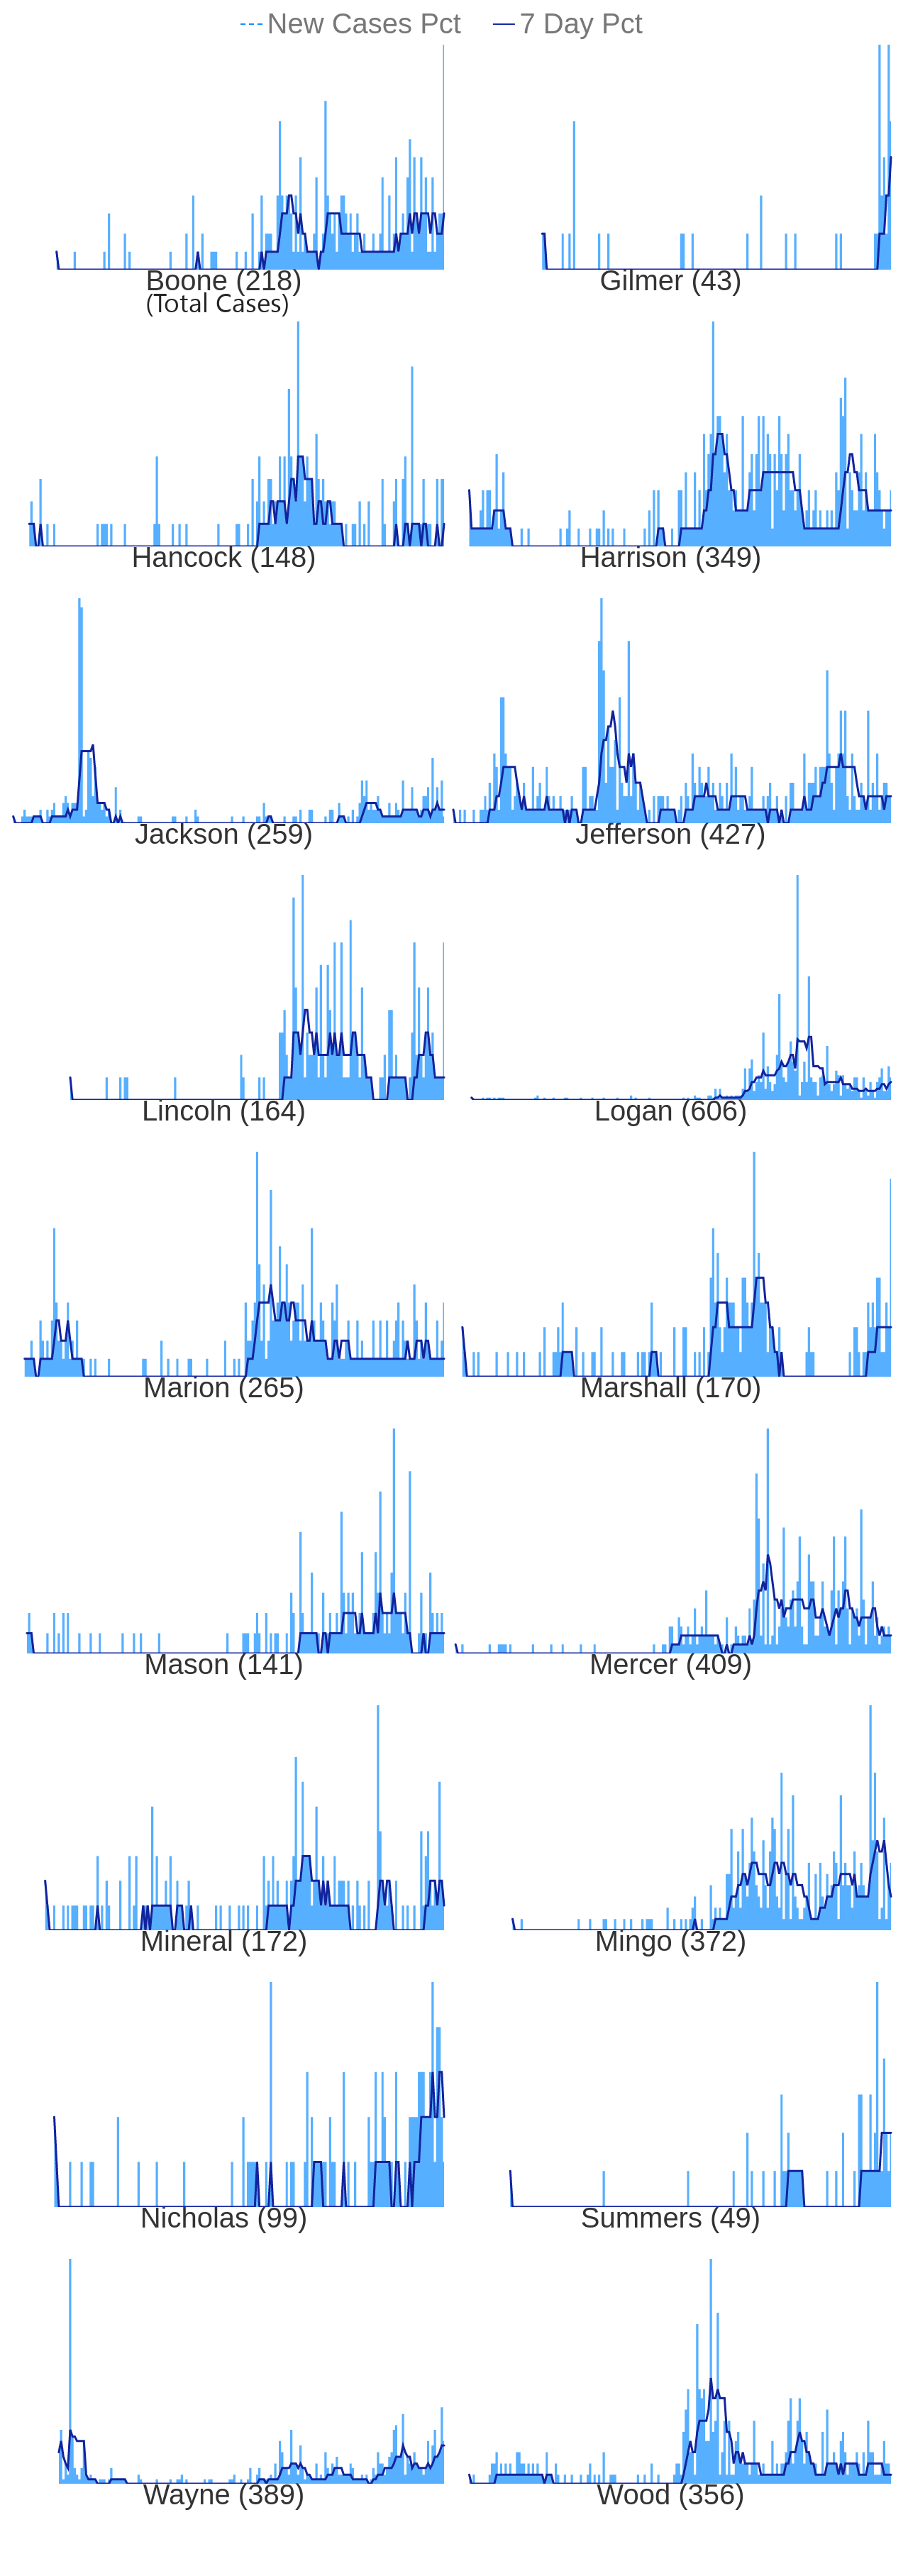 New Cases Pct 7 Day Pct
Boone (218) Gilmer (43)
(Total Cases)
Hancock (148) Harrison (349)
Jackson (259) Jefferson (427)
Lincoln (164) Logan (606)
Marion (265) Marshall (170)
Mason (141) Mercer (409)
Mineral (172) Mingo (372)
Nicholas (99) Summers (49)
Wayne (389) Wood (356)